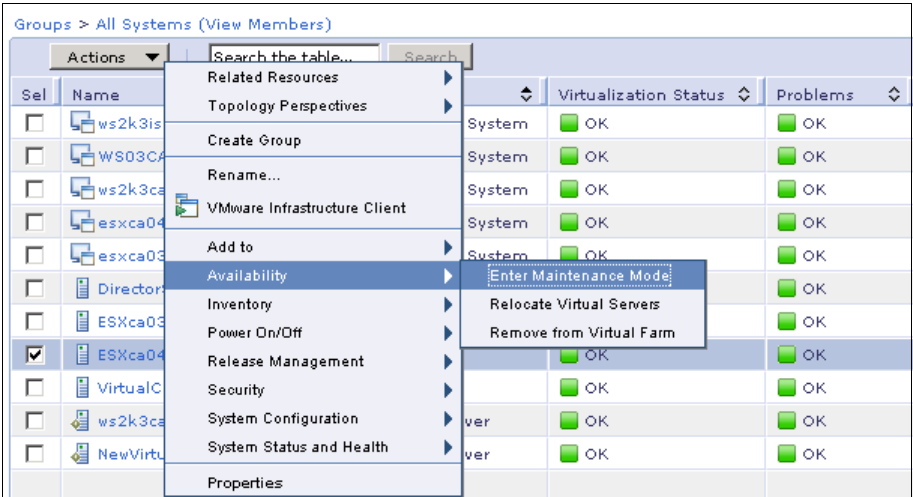 Groups > All Systems (View Members)
Actions Search the table... Search
Sel Name Virtualization Status Problems
ws2k3is System OK OK
WS03CA System OK OK
ws2k3ca System OK OK
esxca04 System OK OK
esxca03 System OK OK
Director OK
ESXca03 OK
ESXca04 OK OK
VirtualC OK OK
ws2k3ca ver OK OK
NewVirtu ver OK OK
Related Resources
Topology Perspectives
Create Group
Rename...
VMware Infrastructure Client
Add to
Availability
Inventory
Power On/Off
Release Management
Security
System Configuration
System Status and Health
Properties
Enter Maintenance Mode
Relocate Virtual Servers
Remove from Virtual Farm